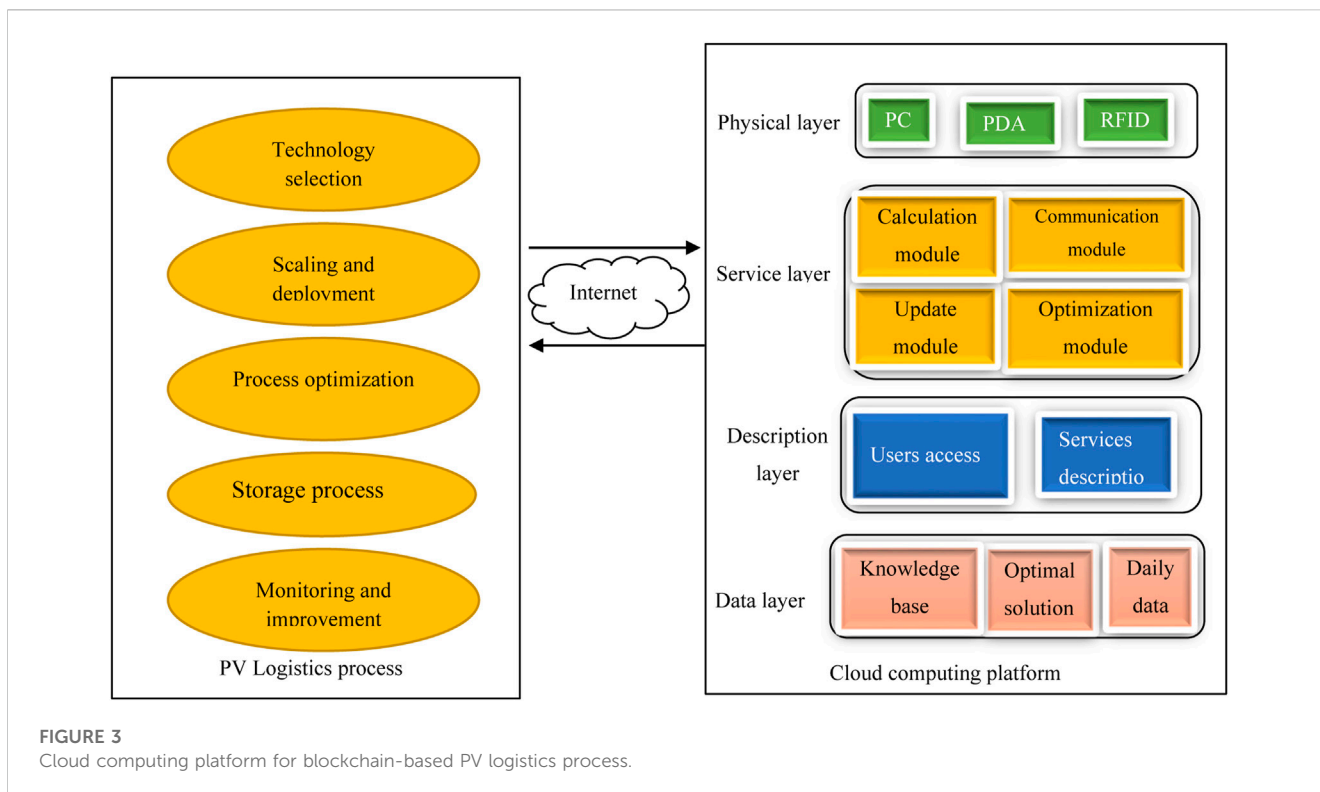 Technology
selection
Scaling and
deployment
Process optimization
Storage process
Monitoring and
improvement
PV Logistics process
Internet
Physical layer
PC
PDA
RFID
Service layer
Calculation
module
Communication
module
Update
module
Optimization
module
Description
layer
Users access
Services
descriptio
Data layer
Knowledge
base
Optimal
solution
Daily
data
Cloud computing platform
FIGURE 3
Cloud computing platform for blockchain-based PV logistics process.